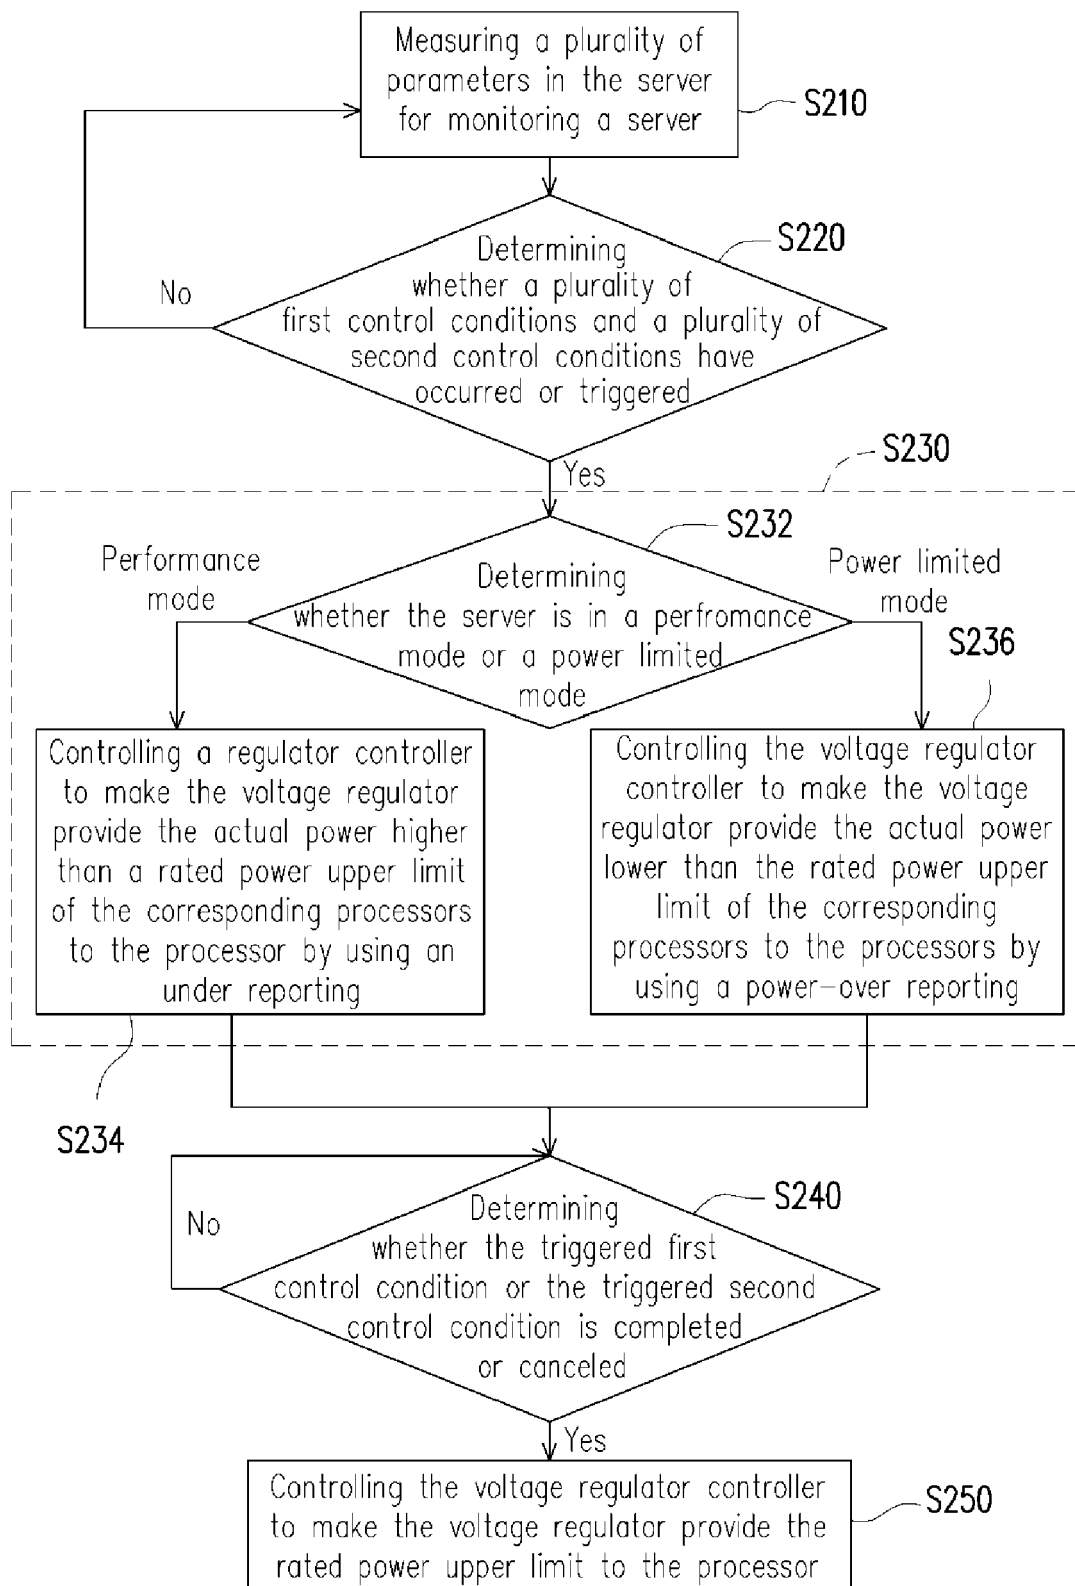 Measuring a plurality of
parameters in the server
for monitoring a server
S210
Determining
whether a plurality of
first control conditions and a plurality of
second control conditions have
occurred or triggered
S220
No
Yes
S230
Determining
whether the server is in a perfromance
mode or a power limited
mode
S232
Performance
mode
Power limited
mode
S236
Controlling a regulator controller
to make the voltage regulator
provide the actual power higher
than a rated power upper limit
of the corresponding processors
to the processor by using an
under reporting
Controlling the voltage regulator
controller to make the voltage
regulator provide the actual power
lower than the rated power upper
limit of the corresponding
processors to the processors by
using a power-over reporting
S234
Determining
whether the triggered first
control condition or the triggered second
control condition is completed
or canceled
S240
No
Yes
Controlling the voltage regulator controller
to make the voltage regulator provide the
rated power upper limit to the processor
S250